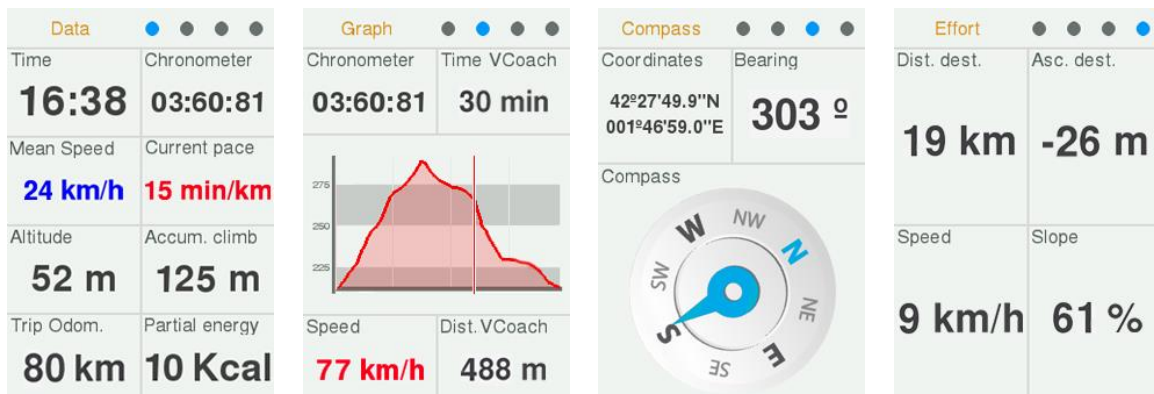 Data
Time
Chronometer
16:38
03:60:81
Mean Speed
Current pace
24 km/h
15 min/km
Altitude
Accum. climb
52 m
125 m
Trip Odom.
Partial energy
80 km
10 Kcal
Graph
Chronometer
Time VCoach
03:60:81
30 min
275
250
225
Speed
Dist.VCoach
77 km/h
488 m
Compass
Coordinates
Bearing
42º27'49.9"N
001º46'59.0"E
303 º
Compass
W
NW
N
SW
NE
S
SE
E
Effort
Dist. dest.
Asc. dest.
19 km
-26 m
Speed
Slope
9 km/h
61 %